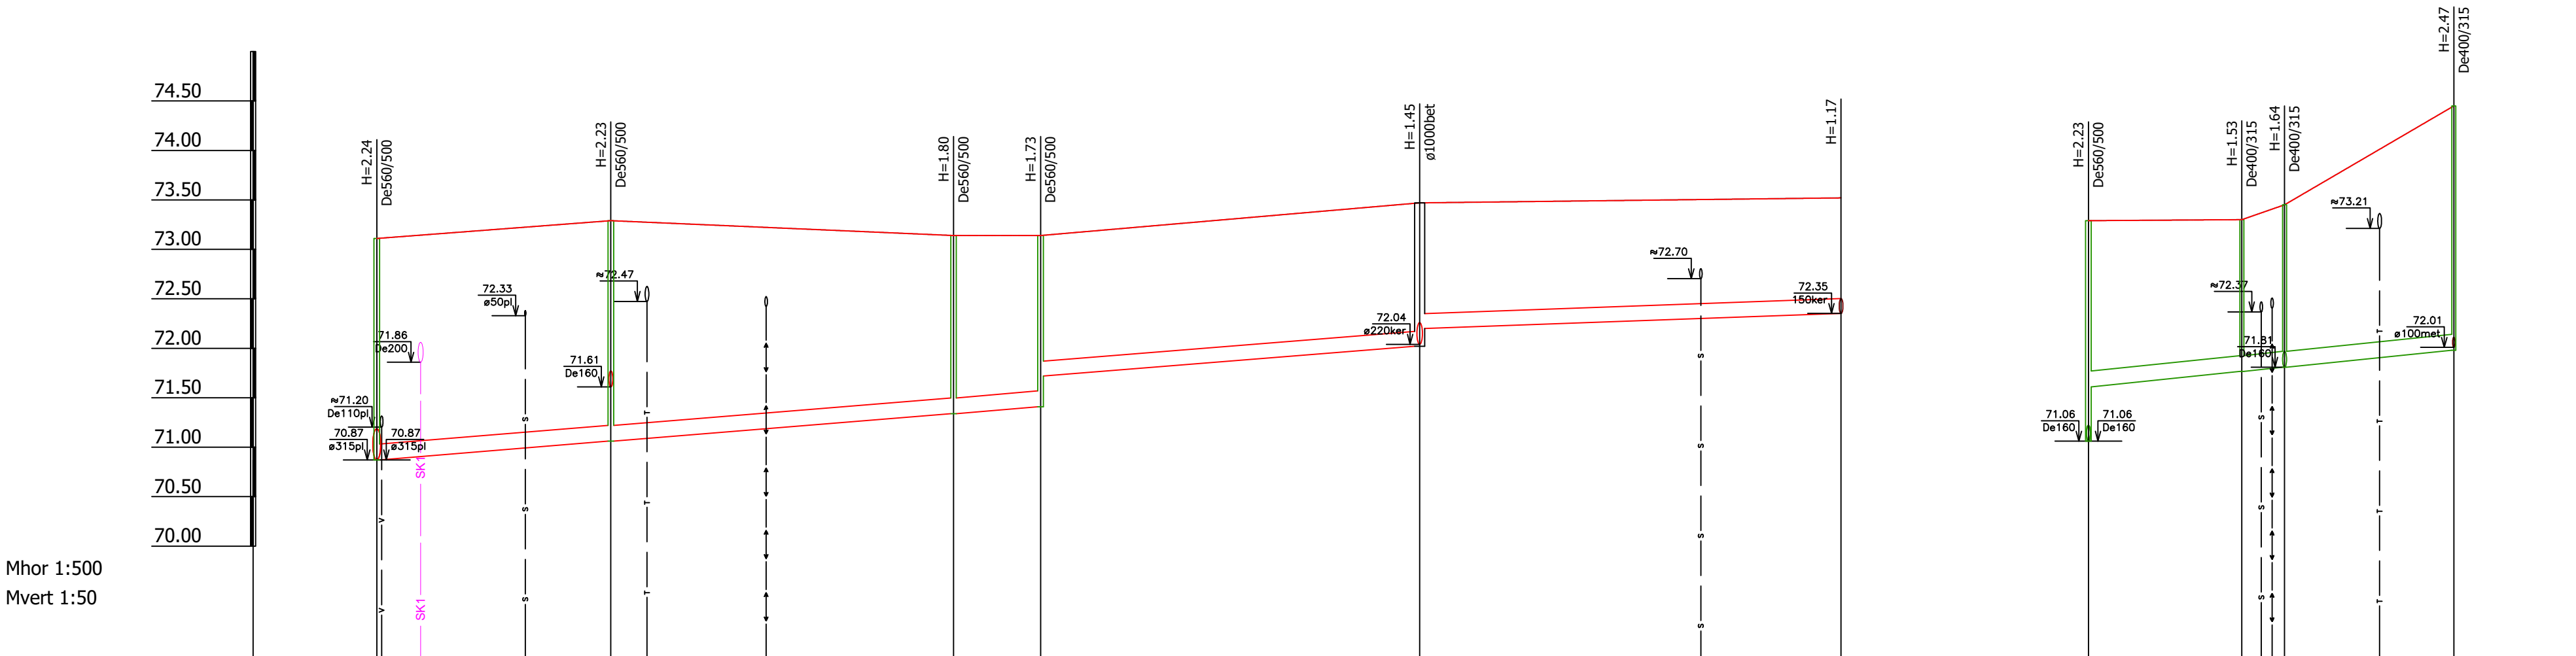 74.50
74.00
73.50
73.00
72.50
72.00
71.50
71.00
70.50
70.00
Mhor 1:500
Mvert 1:50
H=2.24
De560/500
≈71.20
De110pl
70.87
ø315pl
70.87
ø315pl
V
V
71.86
De200
SK1
SK1
72.33
ø50pl
S
S
S
H=2.23
De560/500
71.61
De160
≈72.47
T
T
T
H=1.80
De560/500
H=1.73
De560/500
H=1.45
ø1000bet
72.04
ø220ker
≈72.70
S
S
S
S
H=1.17
72.35
150ker
H=2.23
De560/500
71.06
De160
71.06
De160
H=1.53
De400/315
≈72.37
S
S
S
H=1.64
De400/315
71.81
De160
≈73.21
T
T
T
T
H=2.47
De400/315
72.01
ø100met